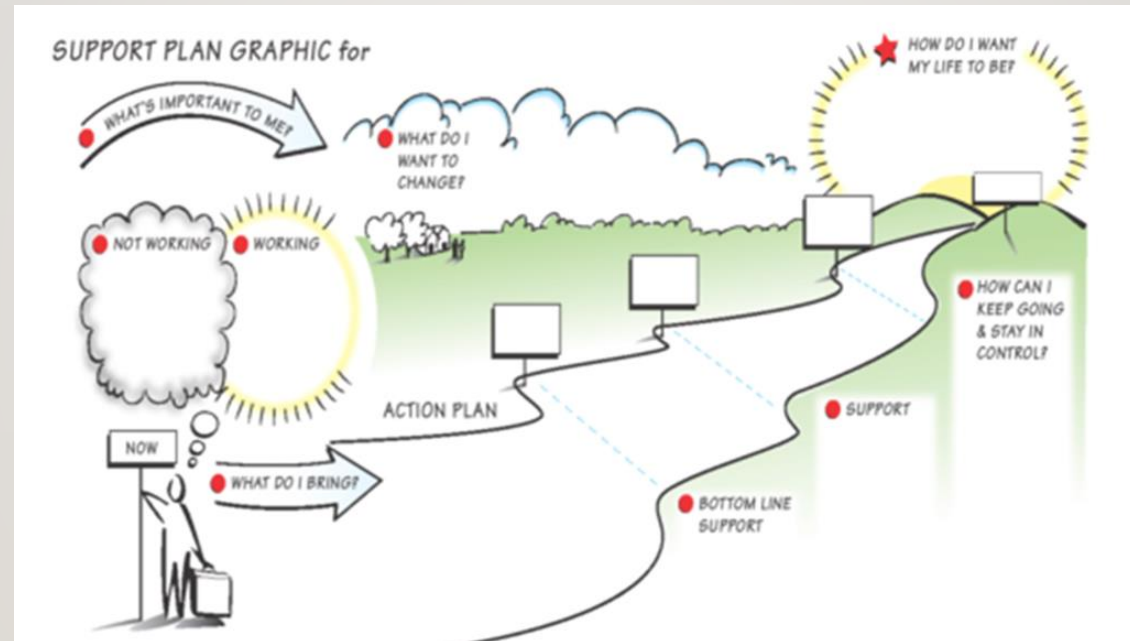 SUPPORT PLAN GRAPHIC for
WHAT'S IMPORTANT TO ME?
WHAT DO I
WANT TO
CHANGE?
HOW DO I WANT
MY LIFE TO BE?
NOT WORKING
WORKING
HOW CAN I
KEEP GOING
& STAY IN
CONTROL?
ACTION PLAN
SUPPORT
NOW
WHAT DO I BRING?
BOTTOM LINE
SUPPORT